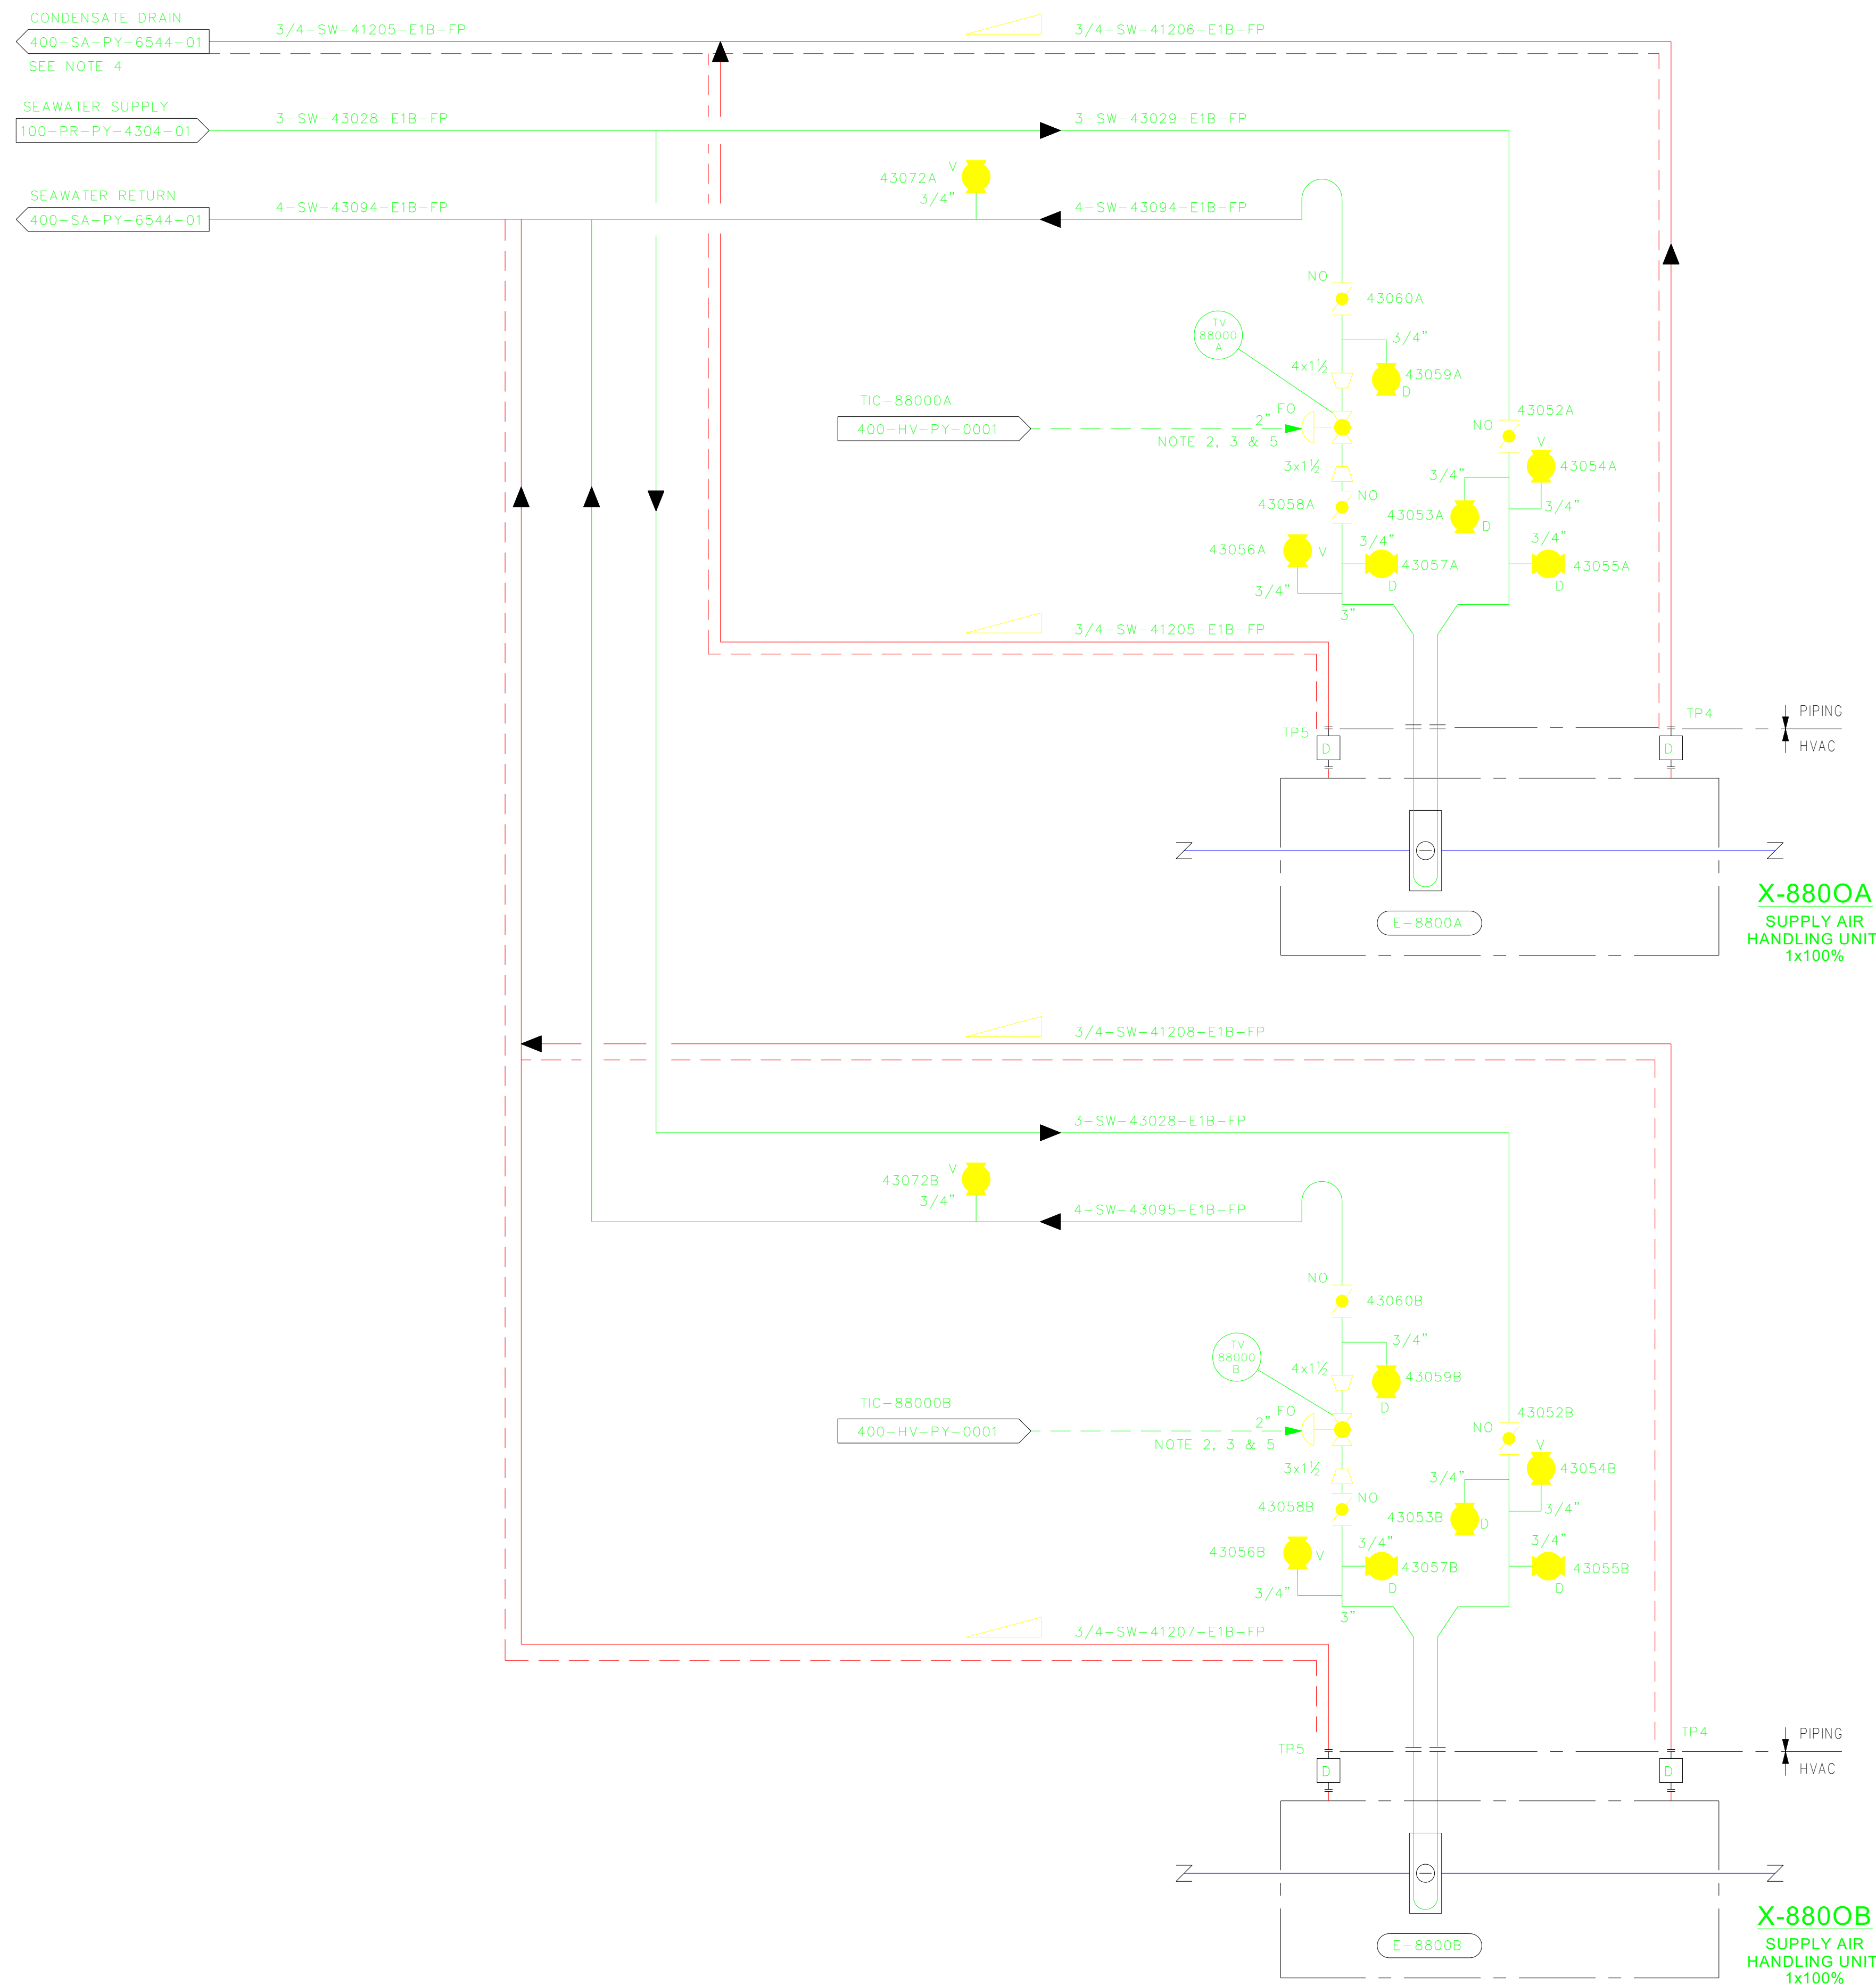 CONDENSATE DRAIN
400-SA-PY-6544-01
SEE NOTE 4
3/4-SW-41205-E1B-FP
3/4-SW-41206-E1B-FP
SEAWATER SUPPLY
100-PR-PY-4304-01
3-SW-43028-E1B-FP
3-SW-43029-E1B-FP
SEAWATER RETURN
400-SA-PY-6544-01
4-SW-43094-E1B-FP
43072A
V
3/4"
4-SW-43094-E1B-FP
NO
43060A
TV
88000
A
3/4"
4x1½
43059A
D
TIC-88000A
400-HV-PY-0001
FO
2"
NOTE 2, 3 & 5
43052A
NO
V
43054A
3x1½
3/4"
43058A
NO
3/4"
43053A
D
43056A
V
3/4"
43057A
D
3/4"
43055A
D
3/4"
3"
3/4-SW-41205-E1B-FP
TP5
TP4
PIPING
HVAC
D
D
E-8800A
X-880OA
SUPPLY AIR
HANDLING UNIT
1x100%
3/4-SW-41208-E1B-FP
3-SW-43028-E1B-FP
43072B
V
3/4"
4-SW-43095-E1B-FP
NO
43060B
TV
88000
B
3/4"
4x1½
43059B
D
TIC-88000B
400-HV-PY-0001
FO
2"
NOTE 2, 3 & 5
43052B
NO
V
43054B
3x1½
3/4"
43058B
NO
3/4"
43053B
D
43056B
V
3/4"
43057B
D
3/4"
43055B
D
3/4"
3"
3/4-SW-41207-E1B-FP
TP5
TP4
PIPING
HVAC
D
D
E-8800B
X-880OB
SUPPLY AIR
HANDLING UNIT
1x100%